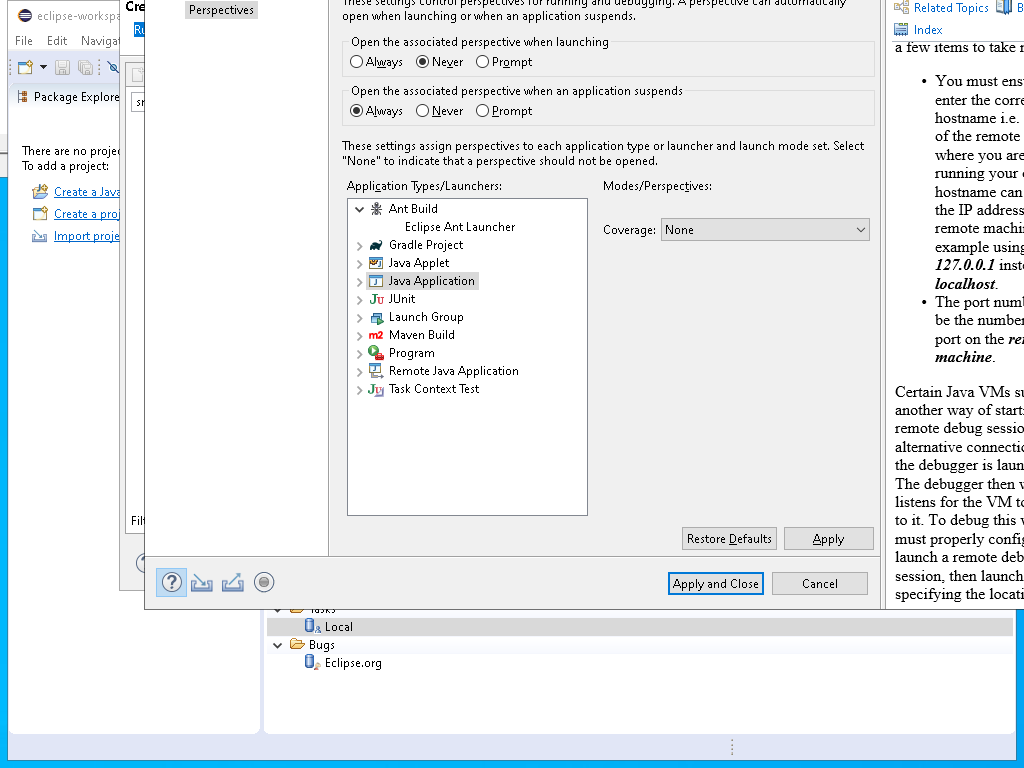 eclipse-workspa
File Edit Navigat
Package Explore
There are no projec
To add a project:
Create a Java
Create a proj
Import proje
Cre
Ru
Filt
Perspectives
These settings control perspectives for running and debugging. A perspective can automatically
open when launching or when an application suspends.
Open the associated perspective when launching
Always Never Prompt
Open the associated perspective when an application suspends
Always Never Prompt
These settings assign perspectives to each application type or launcher and launch mode set. Select
"None" to indicate that a perspective should not be opened.
Application Types/Launchers:
Modes/Perspectives:
Ant Build
Eclipse Ant Launcher
Gradle Project
Java Applet
Java Application
JUnit
Launch Group
Maven Build
Program
Remote Java Application
Task Context Test
Coverage: None
Restore Defaults
Apply
Apply and Close
Cancel
Related Topics B
Index
a few items to take n
• You must ensu
enter the corre
hostname i.e.
of the remote
where you are
running your c
hostname can
the IP address
remote machin
example using
127.0.0.1 inste
localhost.
• The port numb
be the number
port on the rem
machine.
Certain Java VMs su
another way of starti
remote debug sessio
alternative connectio
the debugger is laun
The debugger then w
listens for the VM to
to it. To debug this w
must properly config
launch a remote deb
session, then launch
specifying the locati
Tasks
Local
Bugs
Eclipse.org